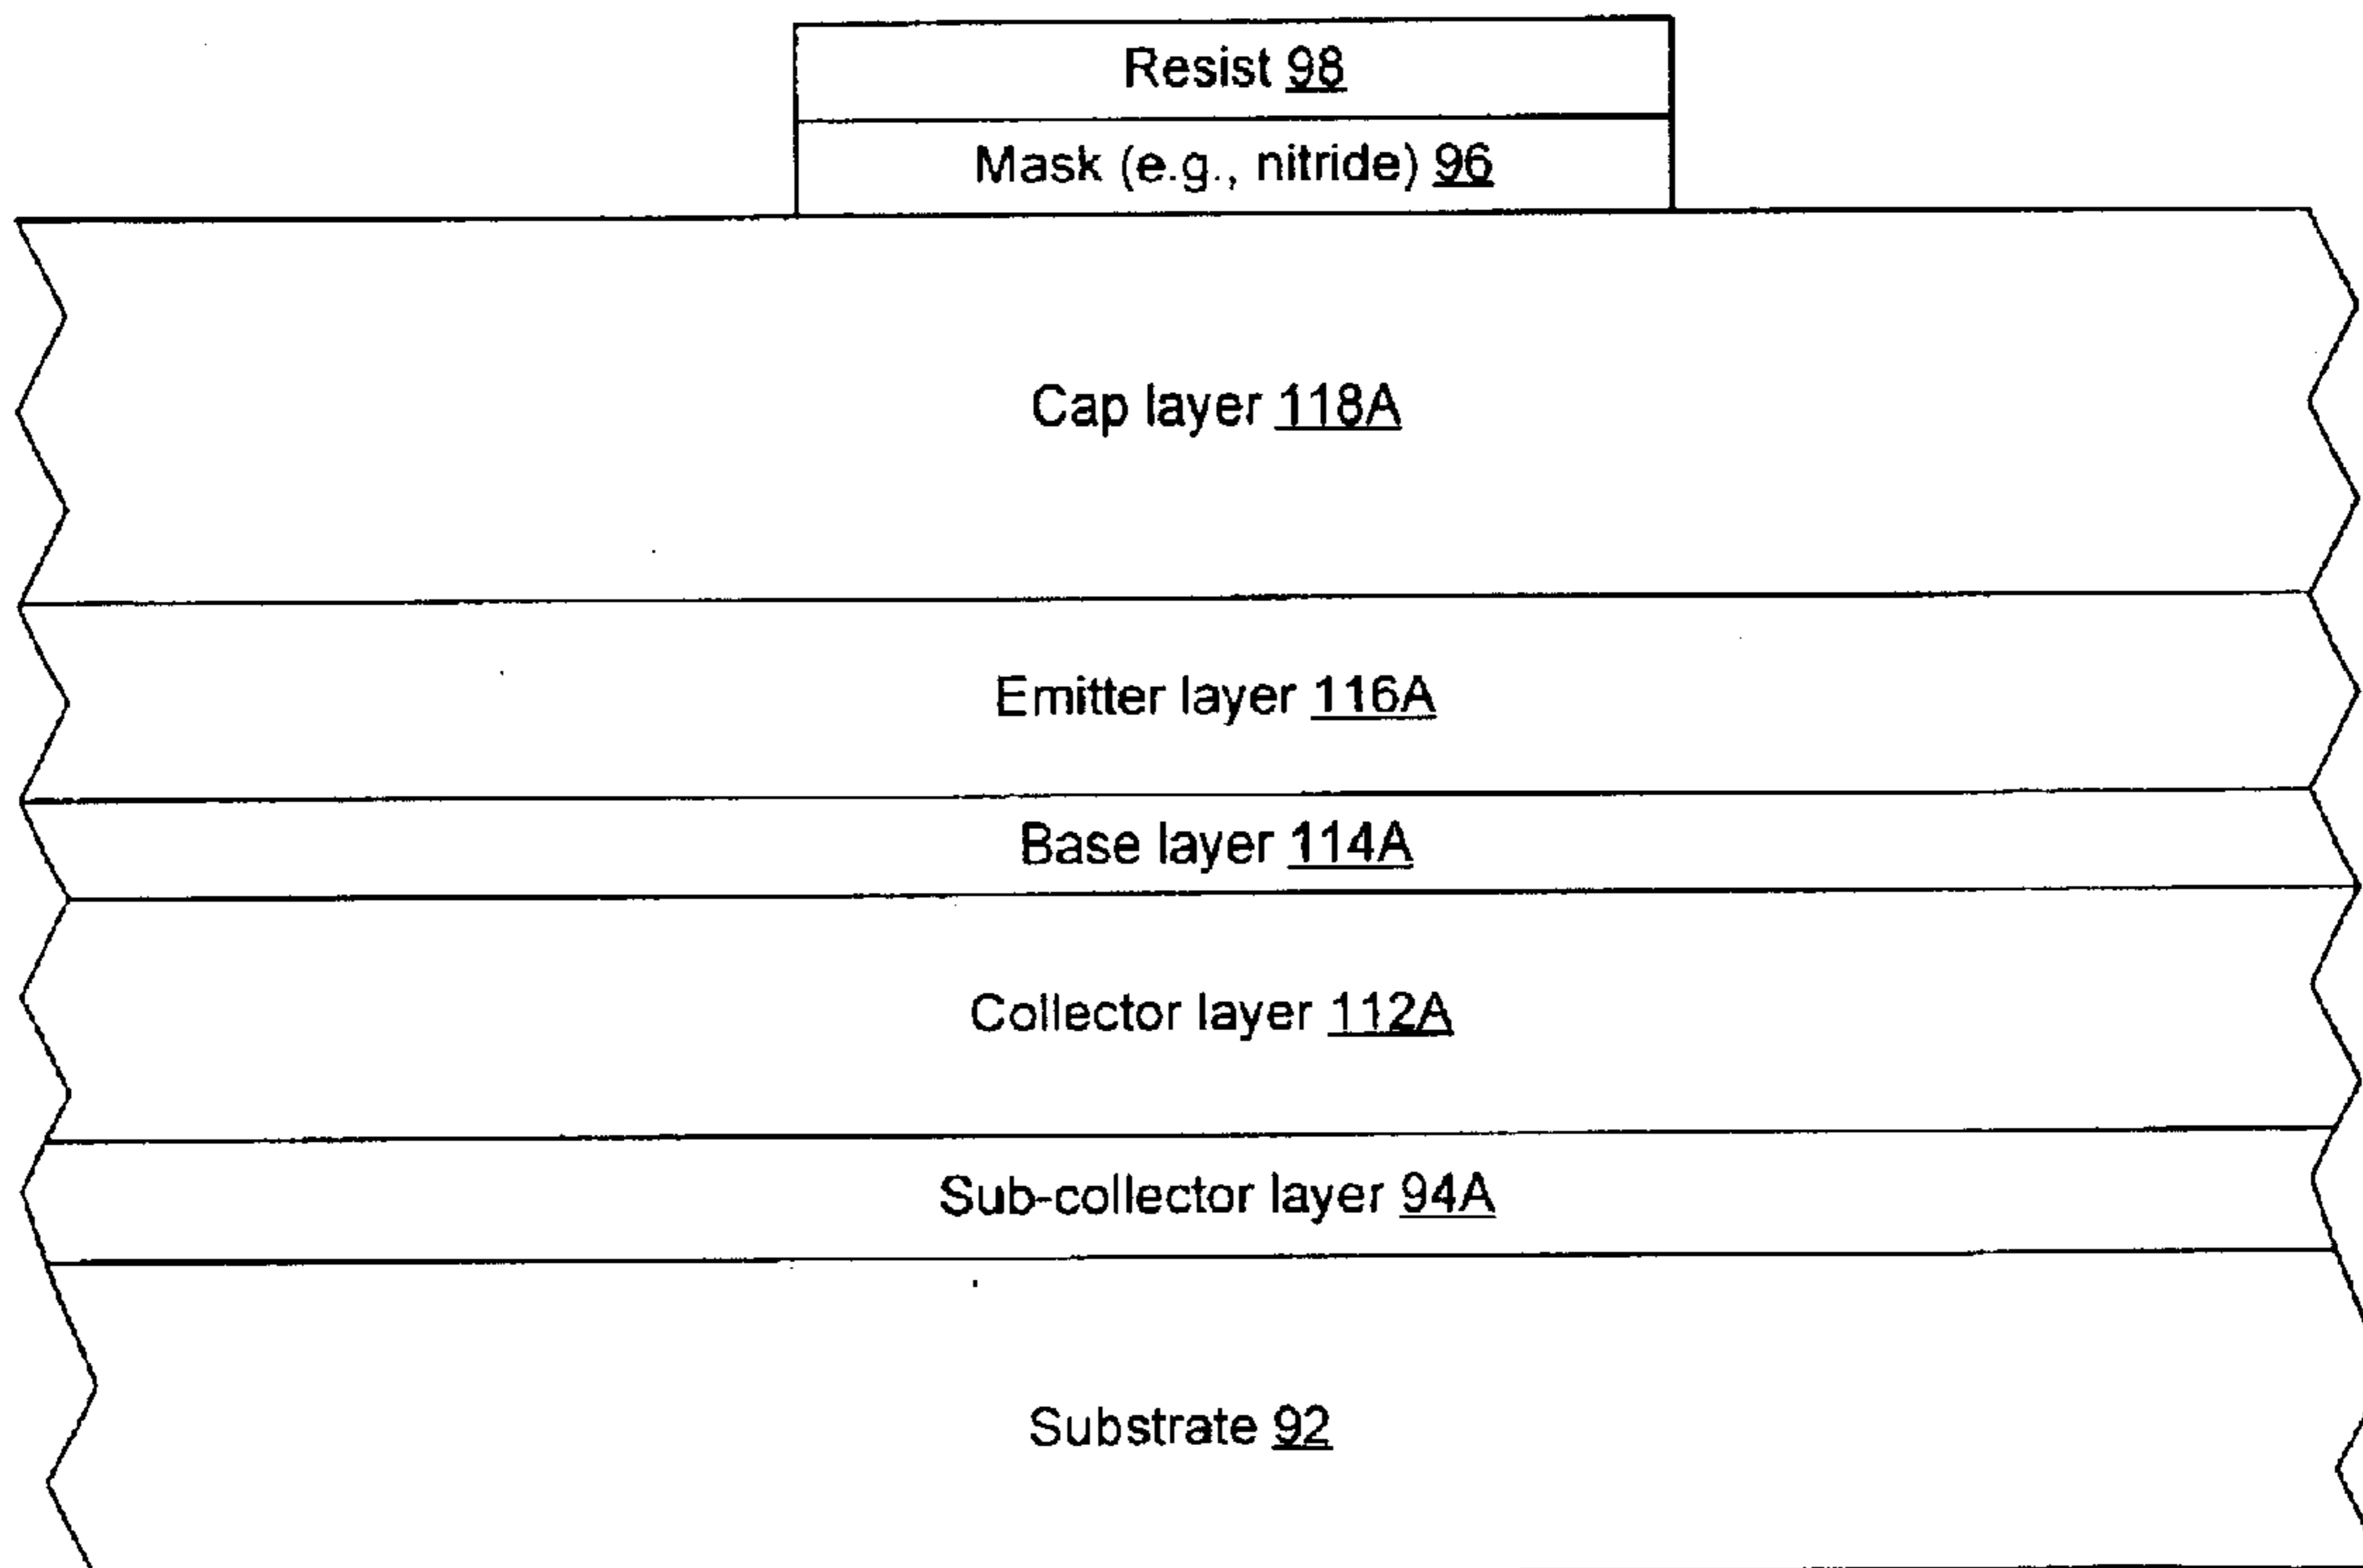 Resist 98
Mask (e.g., nitride) 96
Cap layer 118A
Emitter layer 116A
Base layer 114A
Collector layer 112A
Sub-collector layer 94A
Substrate 92